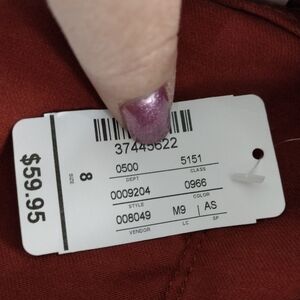 37445622
0500 5151
DEPT CLASS
0009204 0966
STYLE COLOR
008049 M9 AS
VENDOR LC SP
SIZE 8
$59.95